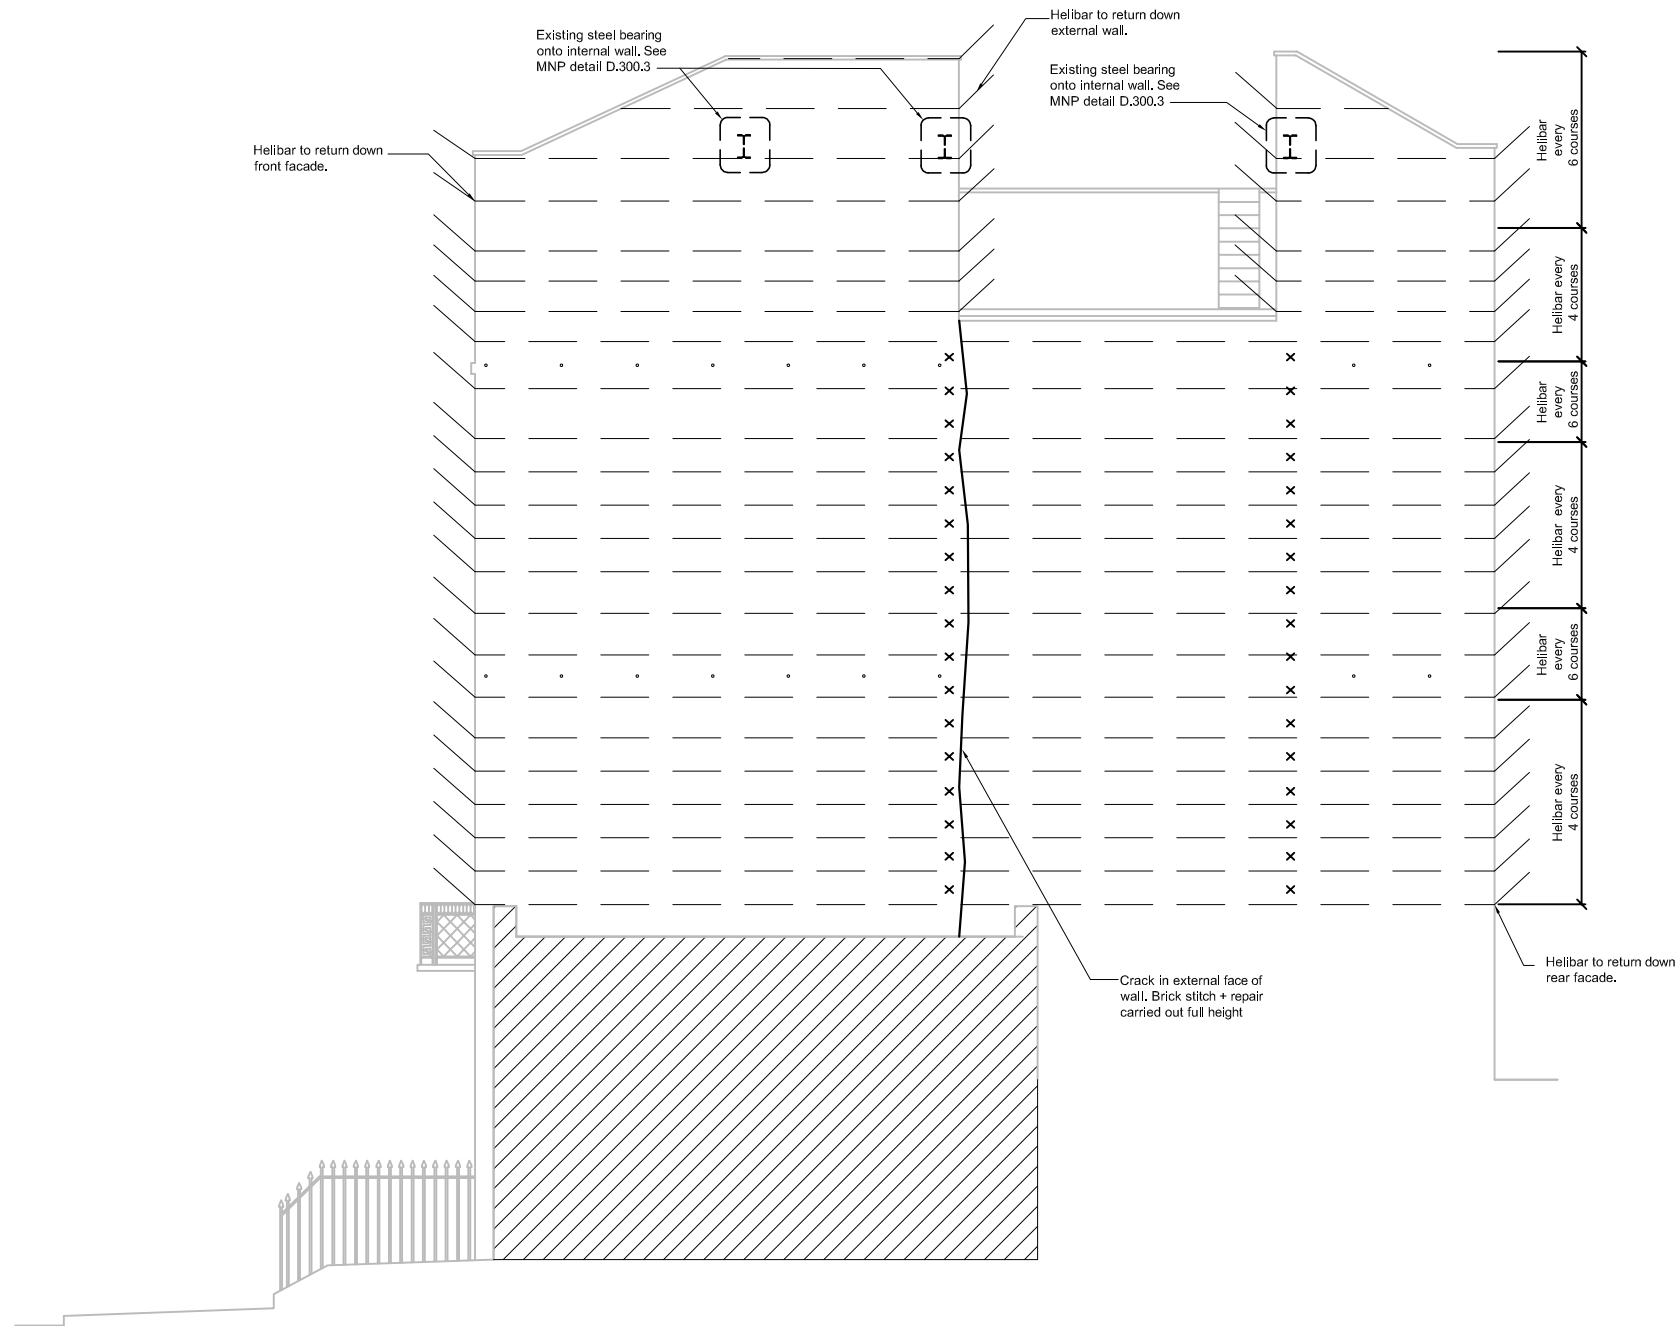 Helibar to return down
external wall.
Existing steel bearing
onto internal wall. See
MNP detail D.300.3
Existing steel bearing
onto internal wall. See
MNP detail D.300.3
Helibar to return down
front facade.
Helibar
every
6 courses
Helibar every
4 courses
Helibar
every
6 courses
Helibar every
4 courses
Helibar
every
6 courses
Helibar every
4 courses
Helibar to return down
rear facade.
Crack in external face of
wall. Brick stitch + repair
carried out full height